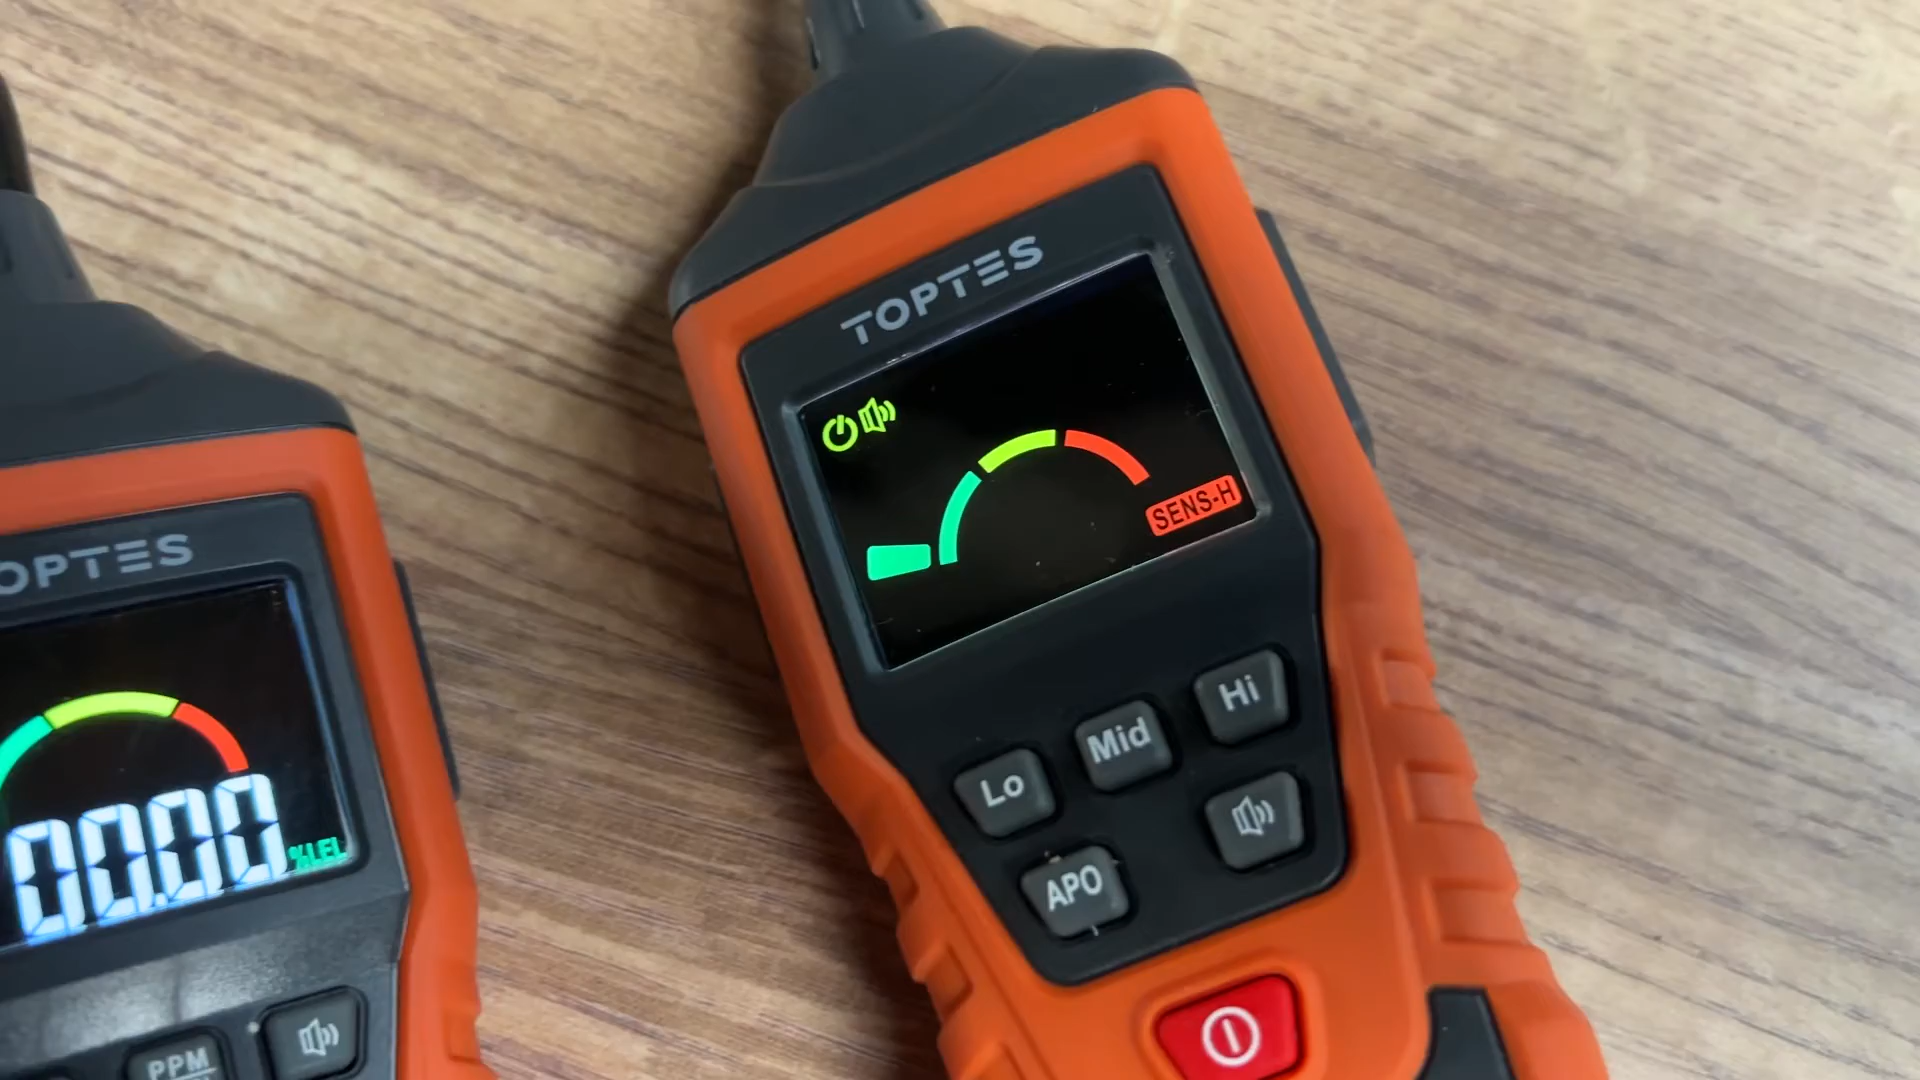 TOPTES
SENS-H
Lo
Mid
Hi
APO
OPTES
00.00
%LEL
PPM